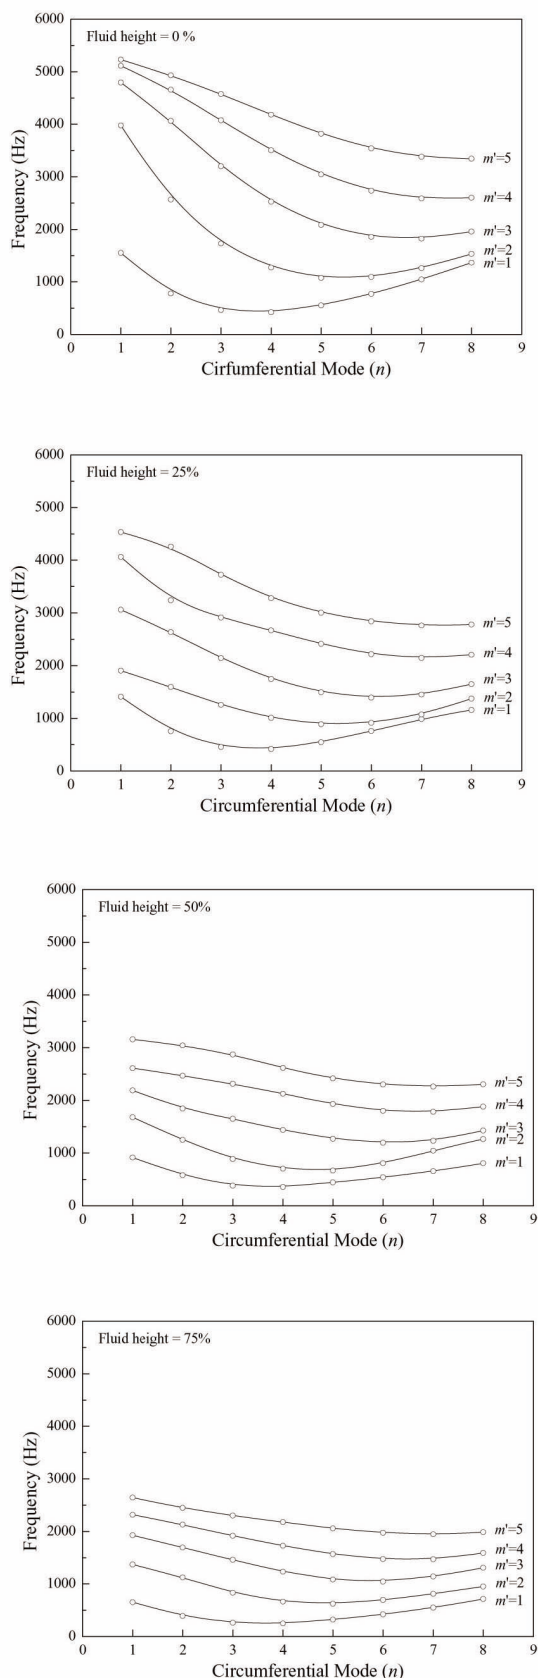 Fluid height = 0 %
6000
5000
4000
3000
2000
1000
0
Frequency (Hz)
m'=5
m'=4
m'=3
m'=2
m'=1
0 1 2 3 4 5 6 7 8 9
Cirfumferential Mode (n)
Fluid height = 25%
6000
5000
4000
3000
2000
1000
0
Frequency (Hz)
m'=5
m'=4
m'=3
m'=2
m'=1
0 1 2 3 4 5 6 7 8 9
Circumferential Mode (n)
Fluid height = 50%
6000
5000
4000
3000
2000
1000
0
Frequency (Hz)
m'=5
m'=4
m'=3
m'=2
m'=1
0 1 2 3 4 5 6 7 8 9
Circumferential Mode (n)
Fluid height = 75%
6000
5000
4000
3000
2000
1000
0
Frequency (Hz)
m'=5
m'=4
m'=3
m'=2
m'=1
0 1 2 3 4 5 6 7 8 9
Circumferential Mode (n)